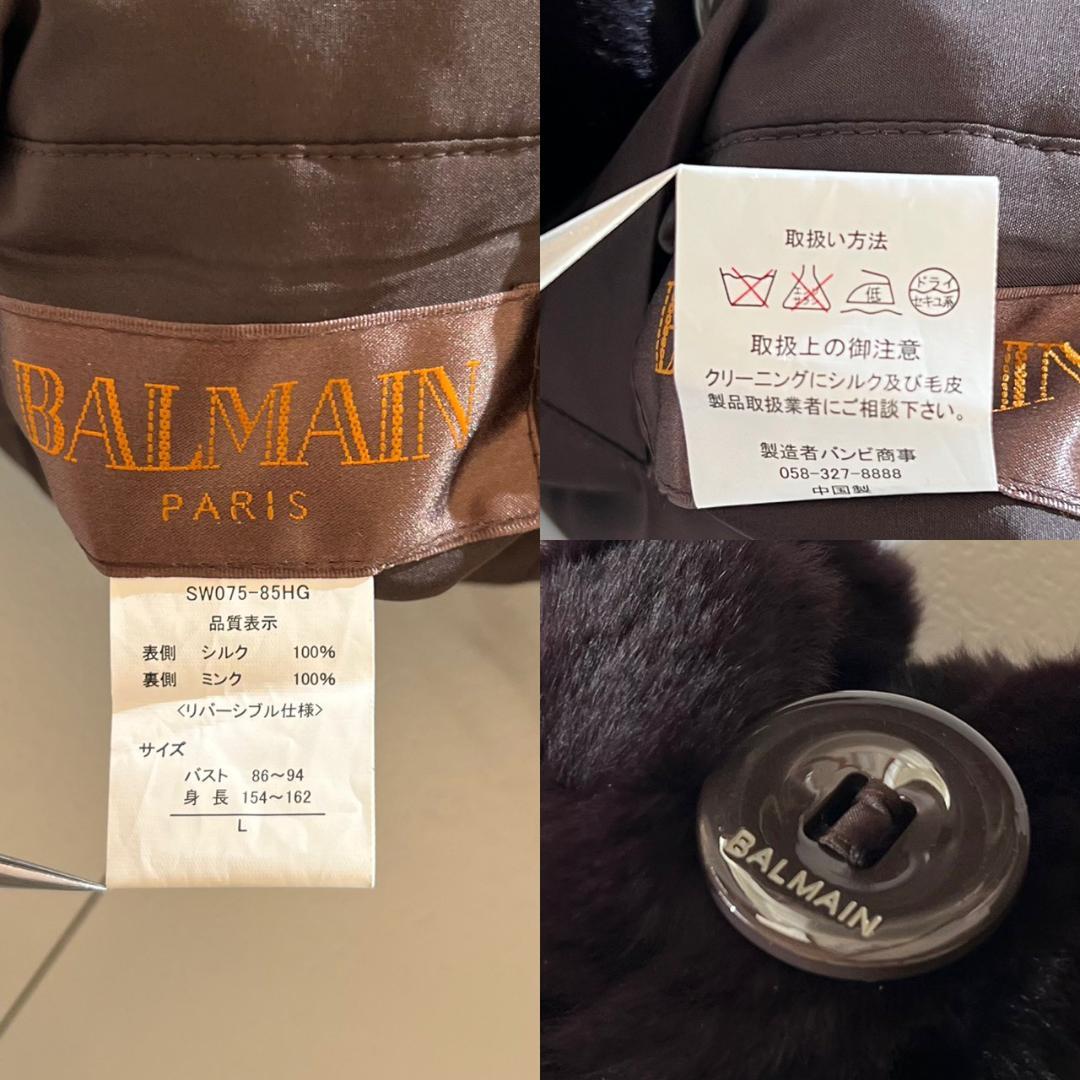 BALMAIN
PARIS
SW075-85HG
品質表示
表側 シルク 100%
裏側 ミンク 100%
<リバーシブル仕様>
サイズ
バスト 86～94
身長 154～162
L
取扱い方法
低
ドライ
セキユ系
取扱上の御注意
クリーニングにシルク及び毛皮
製品取扱業者にご相談下さい。
製造者バンビ商事
058-327-8888
中国製
IN
BALMAIN